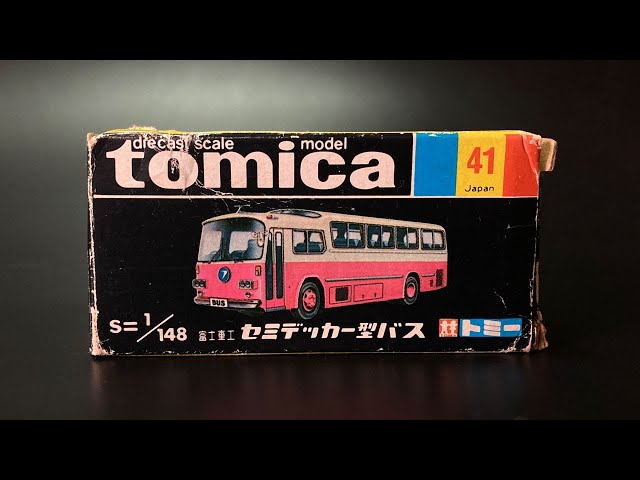 diecast scale model
tomica
41
Japan
7
BUS
S=1/148
富士重工 セミデッカー型バス
トミー